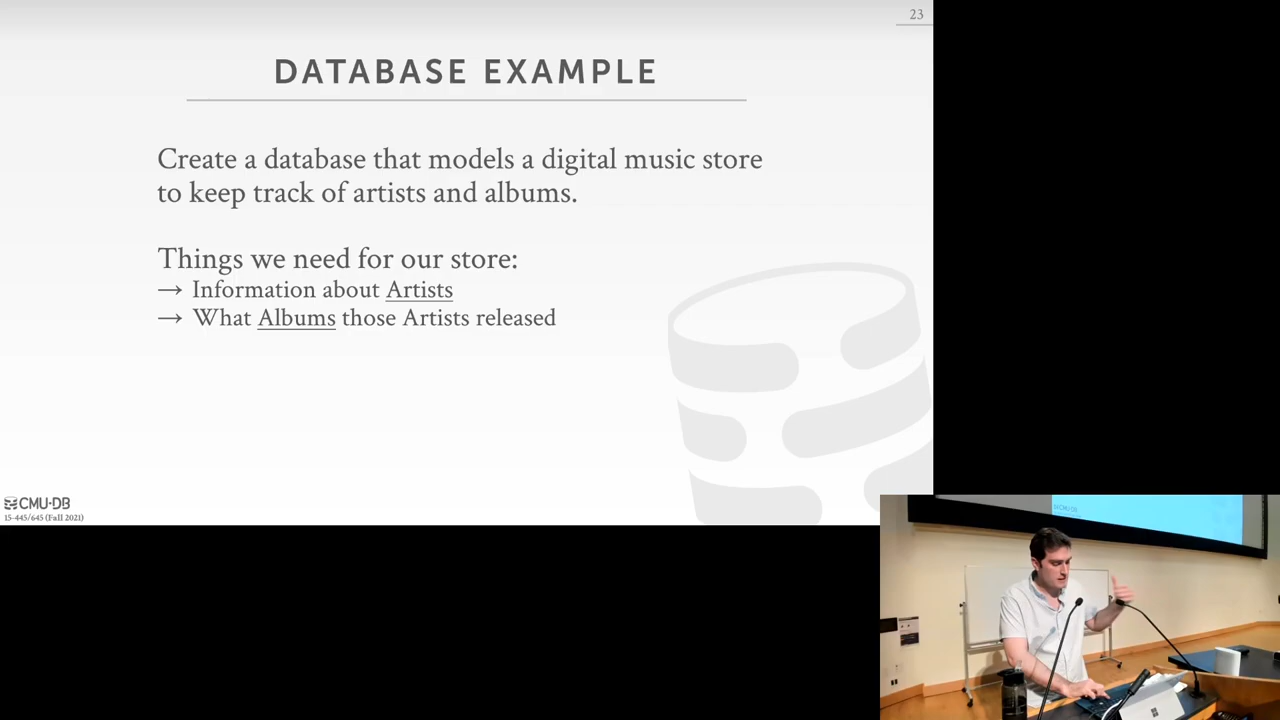 23
DATABASE EXAMPLE
Create a database that models a digital music store
to keep track of artists and albums.
Things we need for our store:
→ Information about Artists
→ What Albums those Artists released
CMU·DB
15-445/645 (Fall 2021)